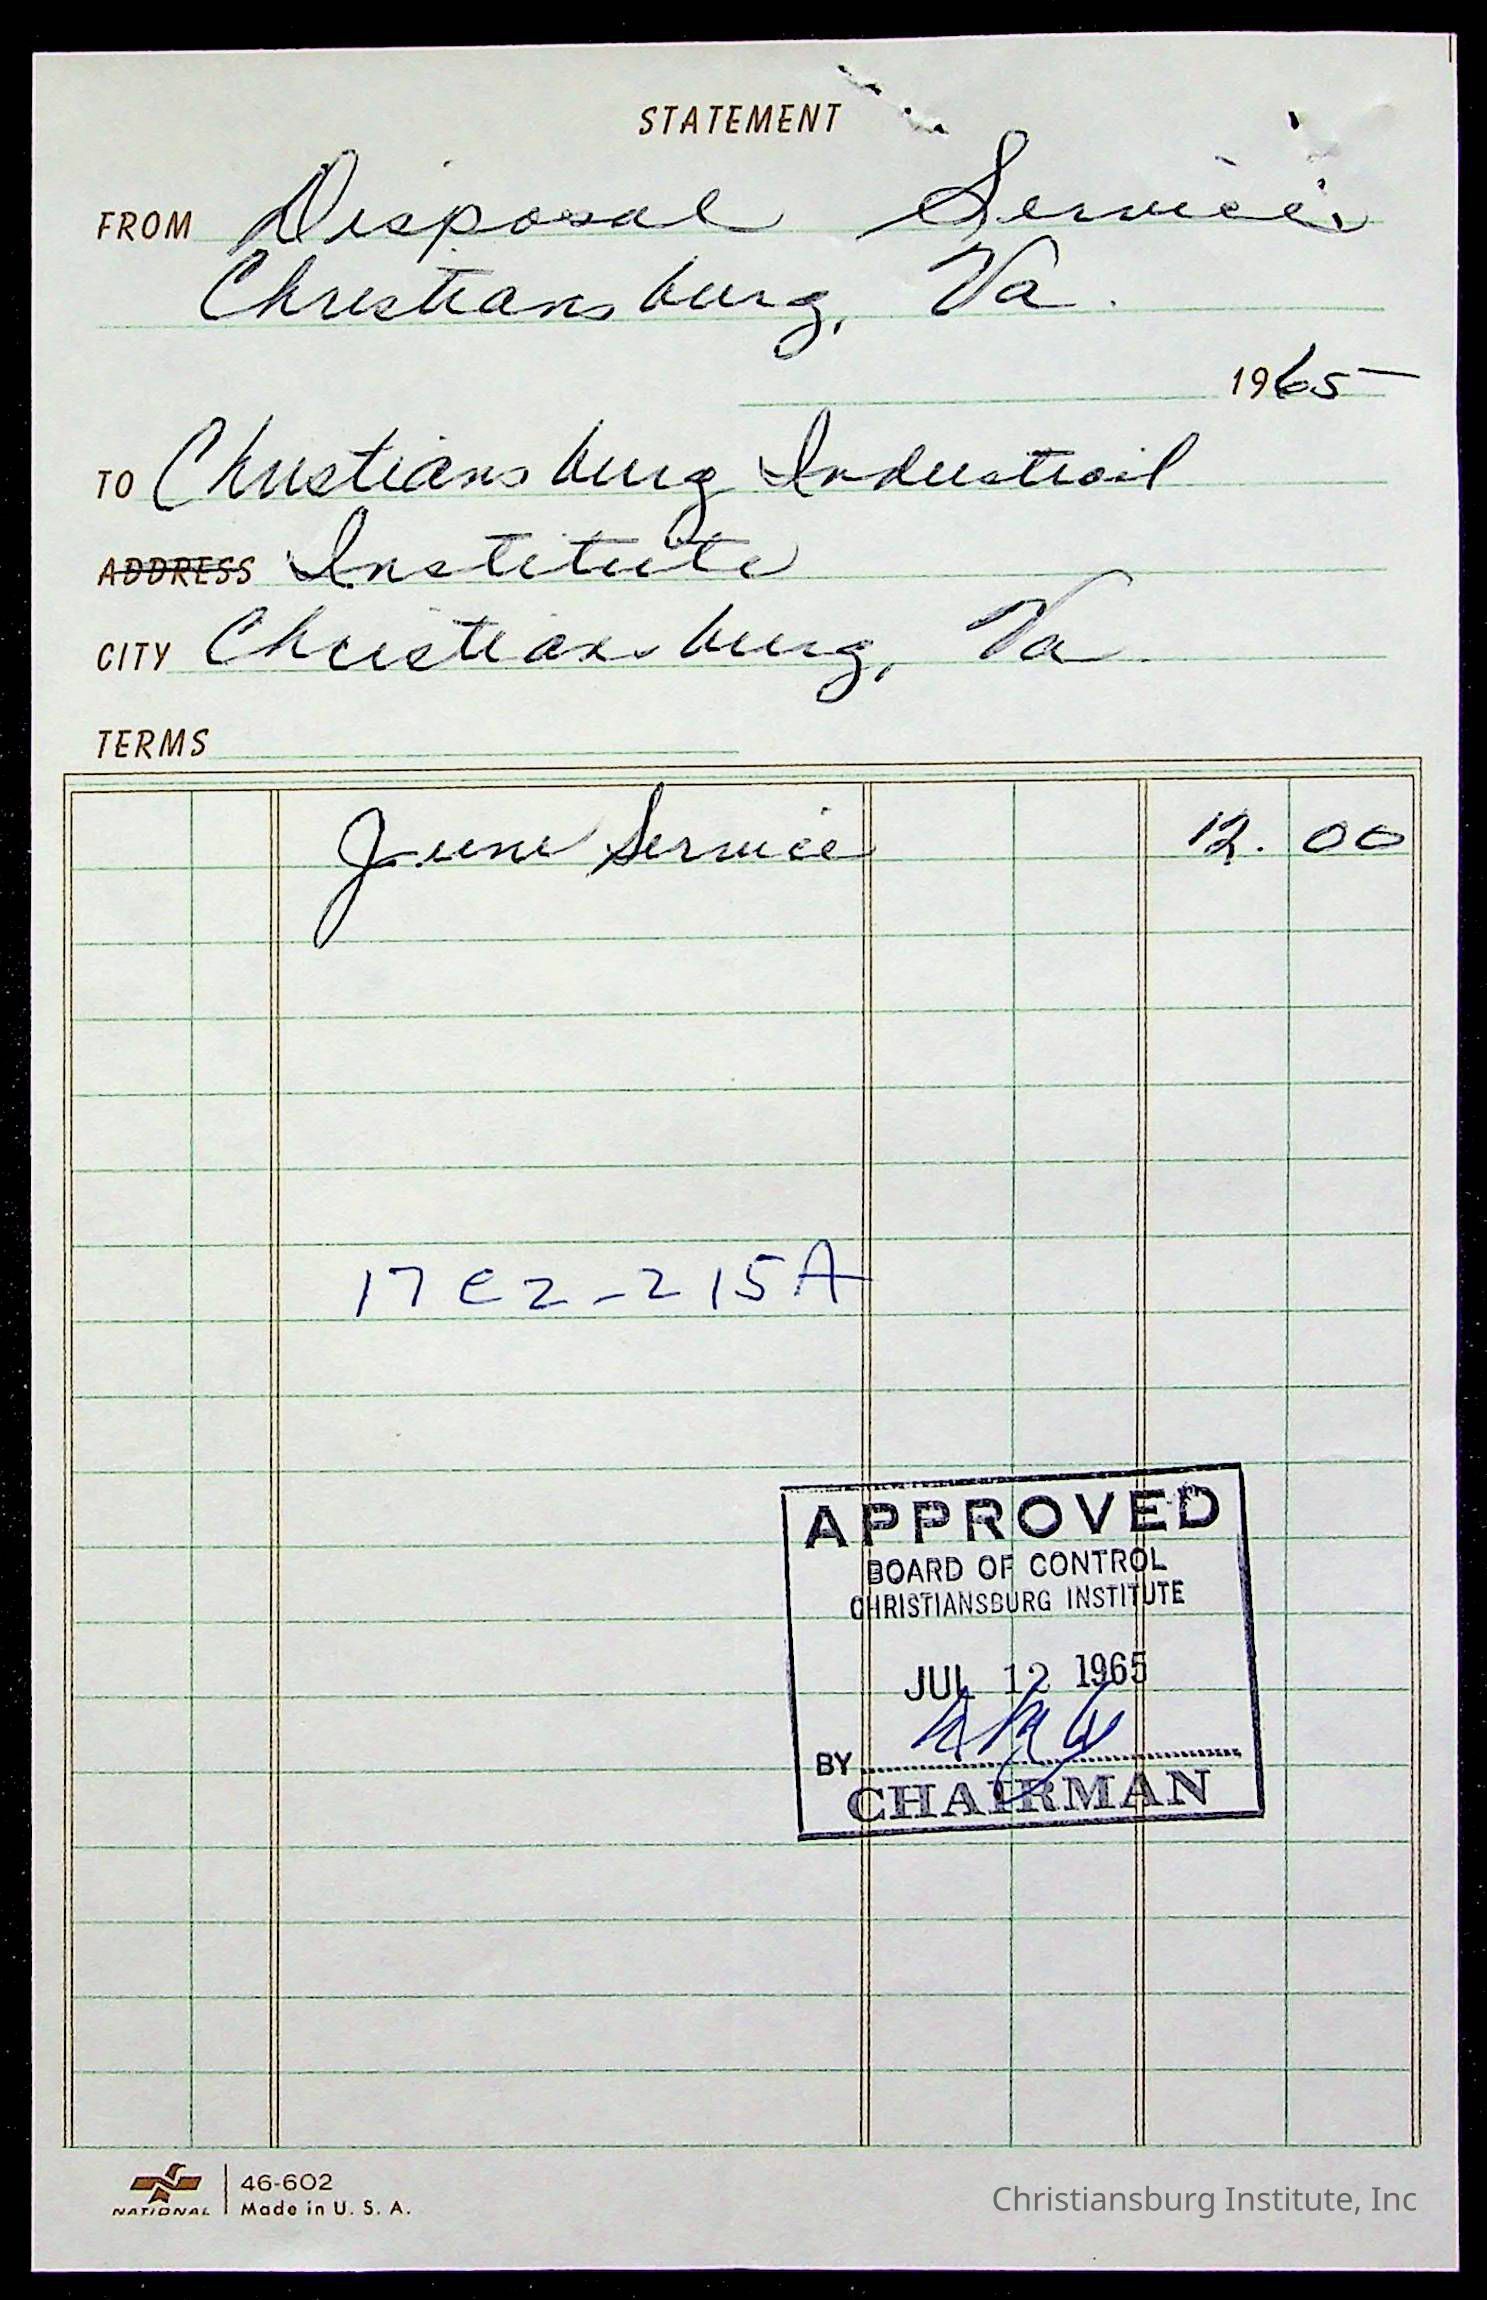 STATEMENT
FROM Disposal Service
Christiansburg, Va.
1965
TO Christiansburg Industrial
ADDRESS Institute
CITY Christiansburg, Va.
TERMS
June Service 12.00
17C2-215A
APPROVED
BOARD OF CONTROL
CHRISTIANSBURG INSTITUTE
JUL 12 1965
BY
CHAIRMAN
NATIONAL
46-602
Made in U. S. A.
Christiansburg Institute, Inc